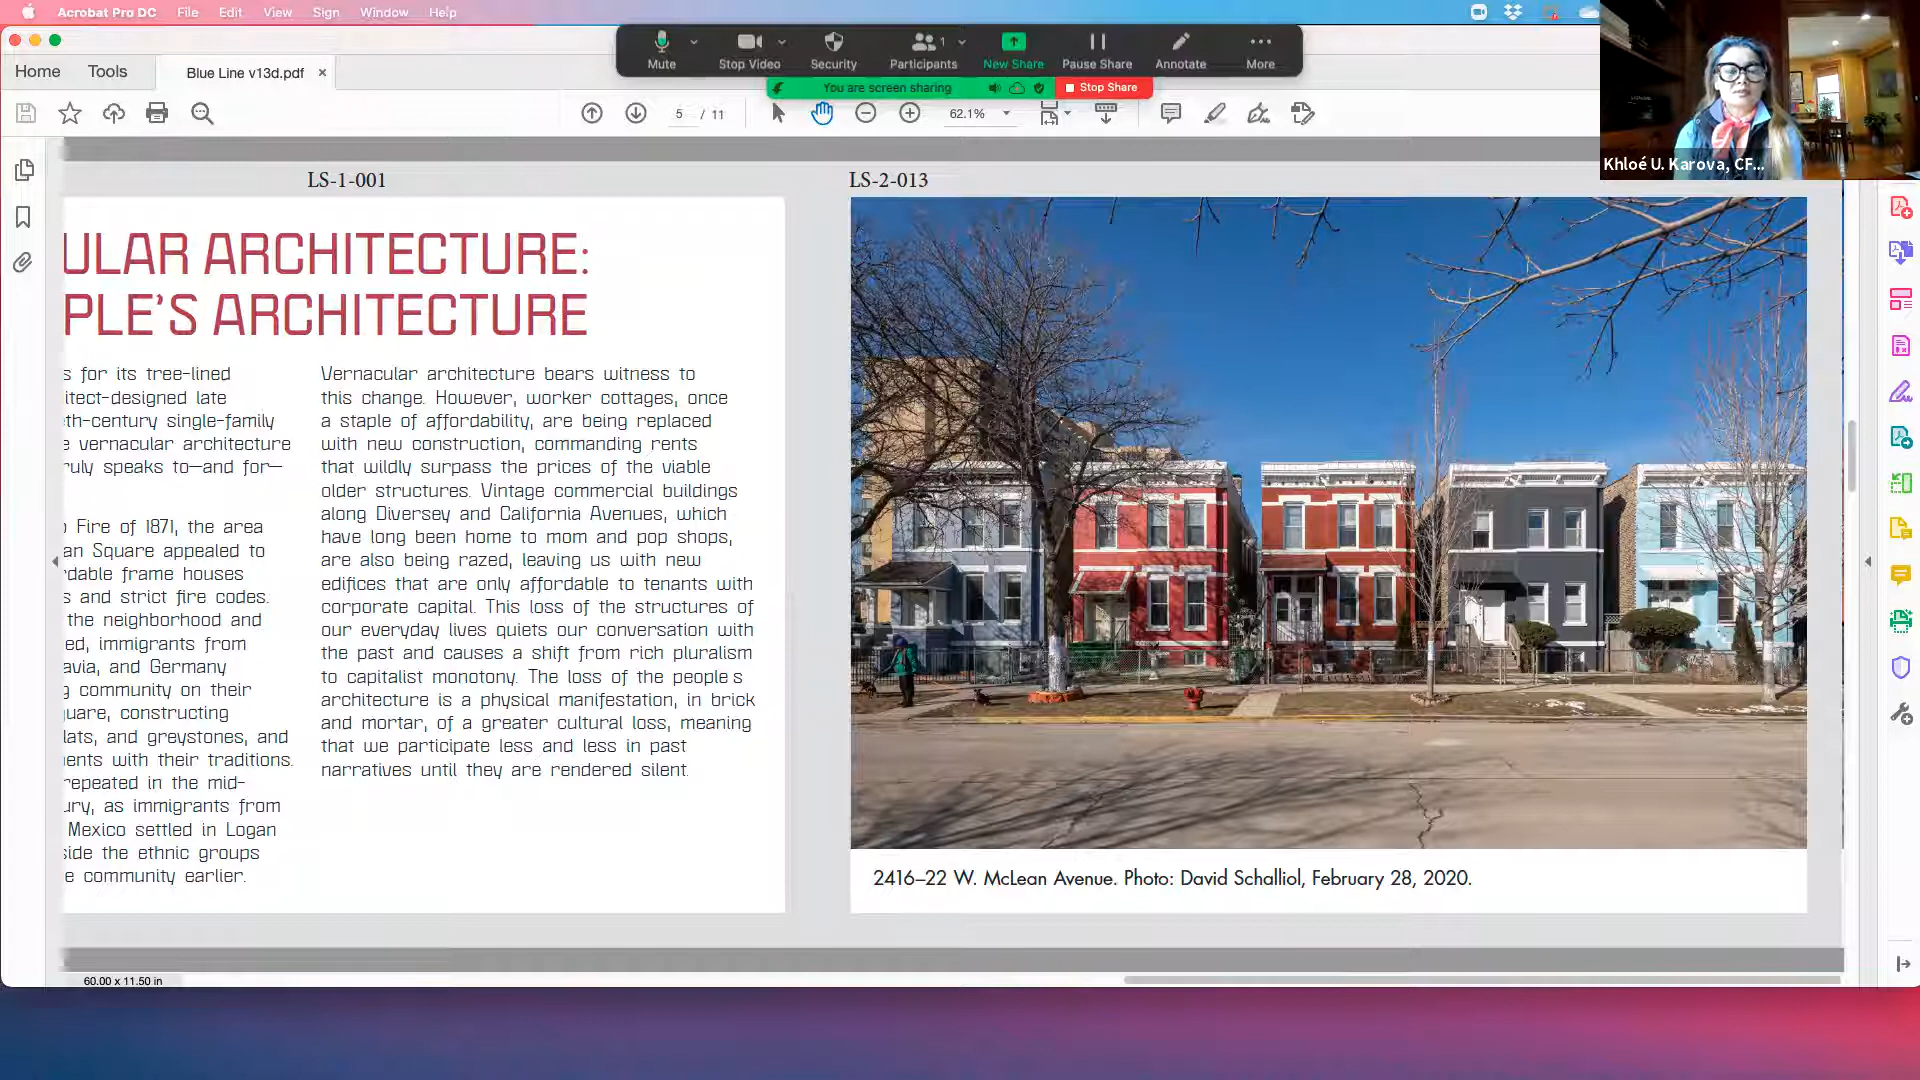 Acrobat Pro DC File Edit View Sign Window Help
Mute Stop Video Security Participants 1 New Share Pause Share Annotate More
You are screen sharing Stop Share
Home Tools Blue Line v13d.pdf ×
5 / 11 62.1%
Khloé U. Karova, CF...
LS-1-001
ULAR ARCHITECTURE:
PLE'S ARCHITECTURE
s for its tree-lined
itect-designed late
th-century single-family
e vernacular architecture
ruly speaks to—and for—
Fire of 1871, the area
an Square appealed to
rdable frame houses
s and strict fire codes.
the neighborhood and
ed, immigrants from
avia, and Germany
g community on their
quare, constructing
lats, and greystones, and
ents with their traditions.
repeated in the mid-
ury, as immigrants from
Mexico settled in Logan
side the ethnic groups
e community earlier.
Vernacular architecture bears witness to
this change. However, worker cottages, once
a staple of affordability, are being replaced
with new construction, commanding rents
that wildly surpass the prices of the viable
older structures. Vintage commercial buildings
along Diversey and California Avenues, which
have long been home to mom and pop shops,
are also being razed, leaving us with new
edifices that are only affordable to tenants with
corporate capital. This loss of the structures of
our everyday lives quiets our conversation with
the past and causes a shift from rich pluralism
to capitalist monotony. The loss of the people s
architecture is a physical manifestation, in brick
and mortar, of a greater cultural loss, meaning
that we participate less and less in past
narratives until they are rendered silent.
LS-2-013
2416–22 W. McLean Avenue. Photo: David Schalliol, February 28, 2020.
60.00 x 11.50 in